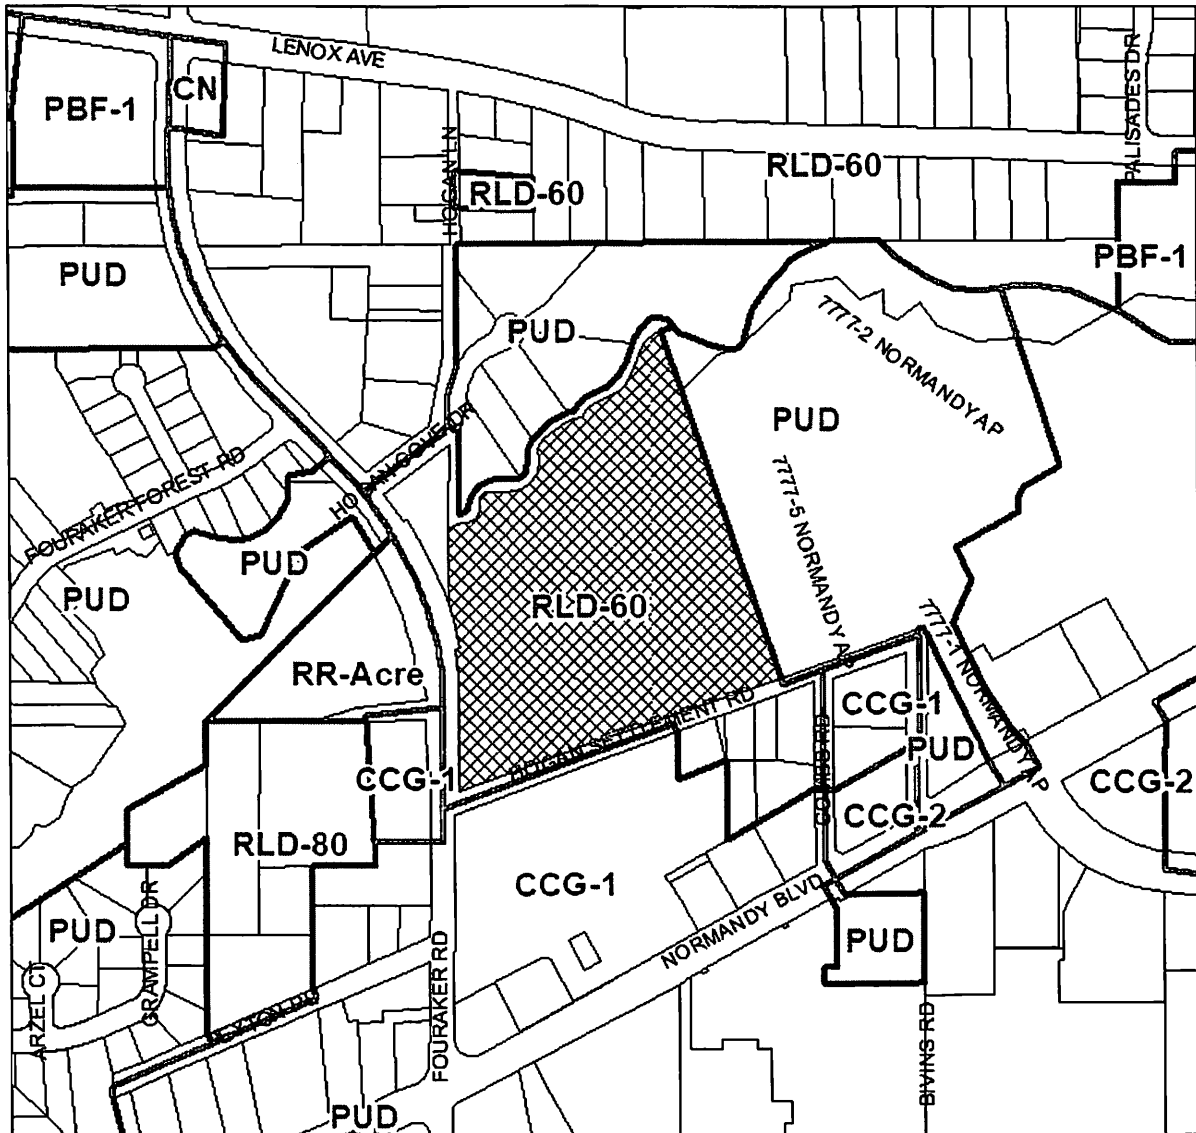 LENOX AVE
PALISADES DR
CN
PBF-1
HOGAN LN
RLD-60
RLD-60
PBF-1
PUD
PUD
7777-2 NORMANDY AP
PUD
HOGAN COVE DR
FOURAKER FOREST RD
7777-5 NORMANDY AP
PUD
PUD
RLD-60
7777-1 NORMANDY AP
RR-Acre
CCG-1
HOGAN SETTLEMENT RD
PUD
CCG-1
CCG-2
CCG-2
RLD-80
CCG-1
GRAMPELL DR
NORMANDY BLVD
PUD
PUD
ARZEL CT
FOURAKER RD
BIVINS RD
PUD